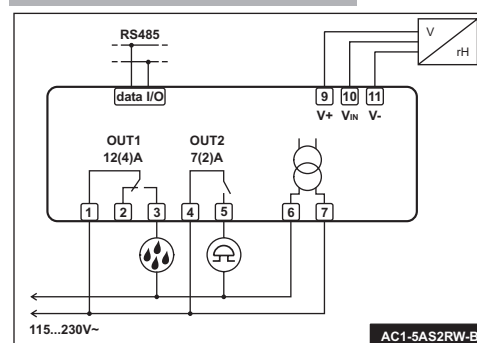 RS485
V
rH
data I/O
9 10 11
V+ VIN V-
OUT1 OUT2
12(4)A 7(2)A
1 2 3 4 5 6 7
115...230V~
AC1-5AS2RW-B